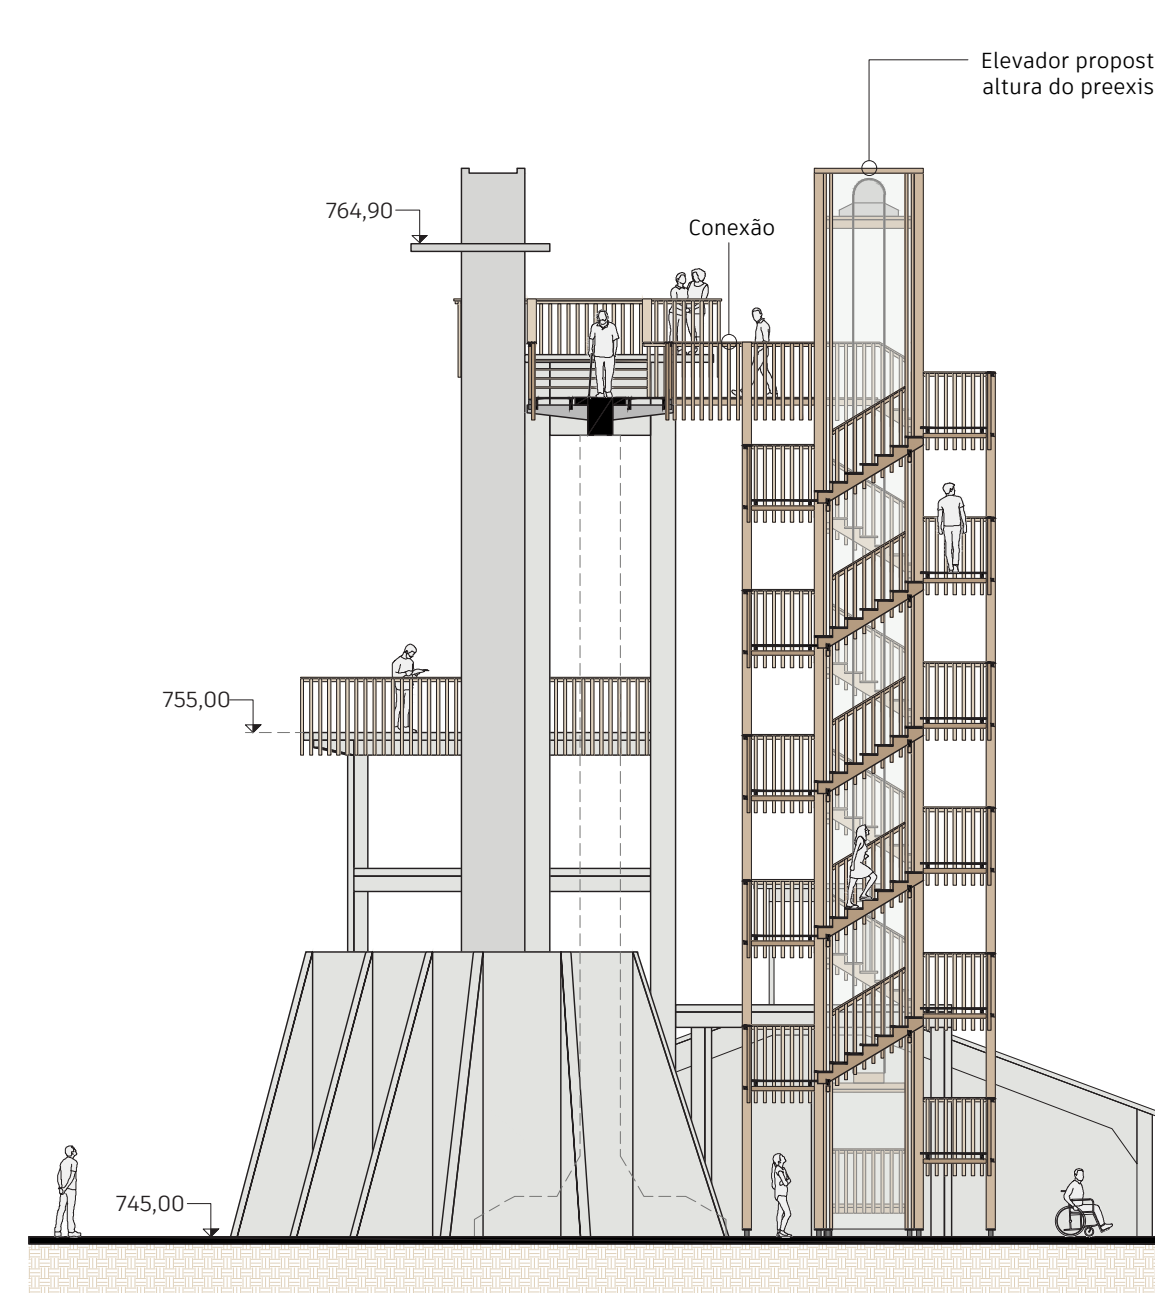 Elevador propost
altura do preexis
764,90
Conexão
755,00
745,00